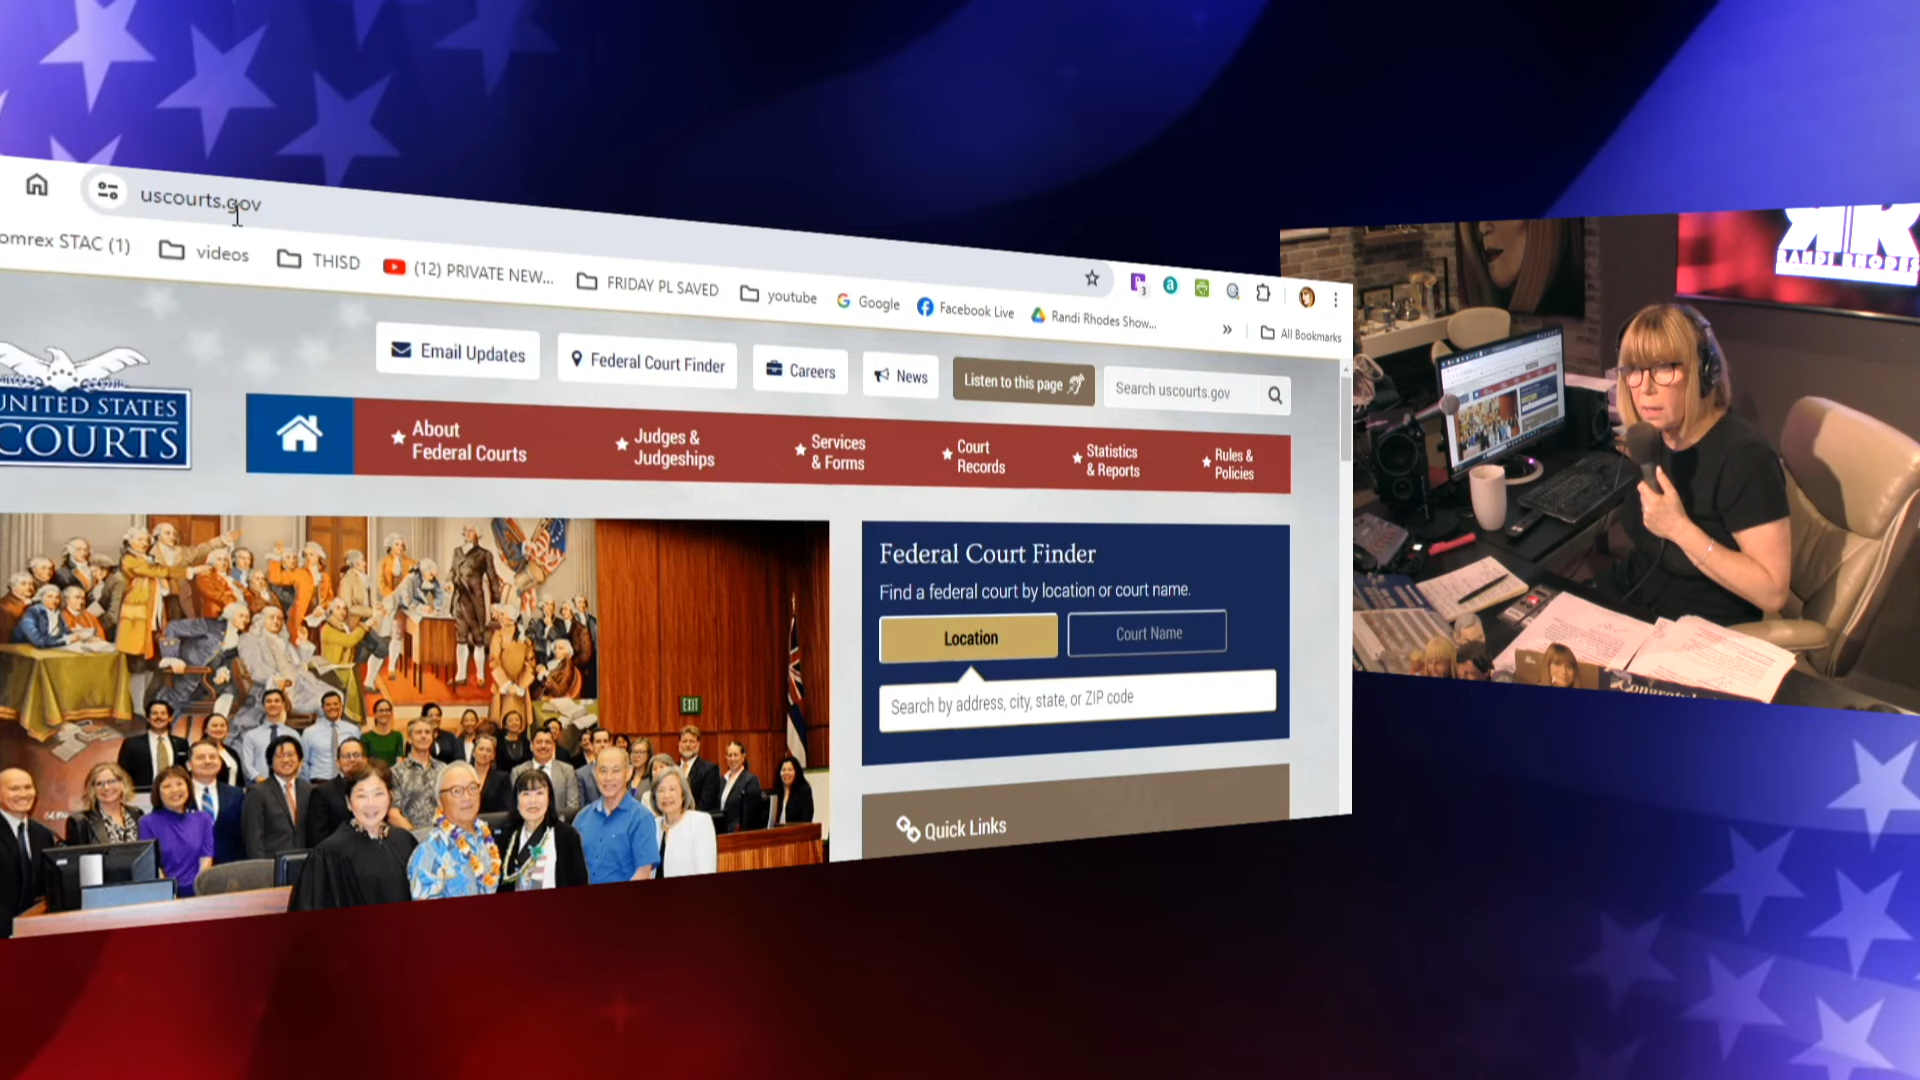 uscourts.gov
omrex STAC (1)
videos
THISD
(12) PRIVATE NEW...
FRIDAY PL SAVED
youtube
Google
Facebook Live
Randi Rhodes Show...
»
All Bookmarks
Email Updates
Federal Court Finder
Careers
News
Listen to this page
Search uscourts.gov
UNITED STATES
COURTS
About
Federal Courts
Judges &
Judgeships
Services
& Forms
Court
Records
Statistics
& Reports
Rules &
Policies
Federal Court Finder
Find a federal court by location or court name.
Location
Court Name
Search by address, city, state, or ZIP code
Quick Links
EXIT
RR
RANDI RHODES